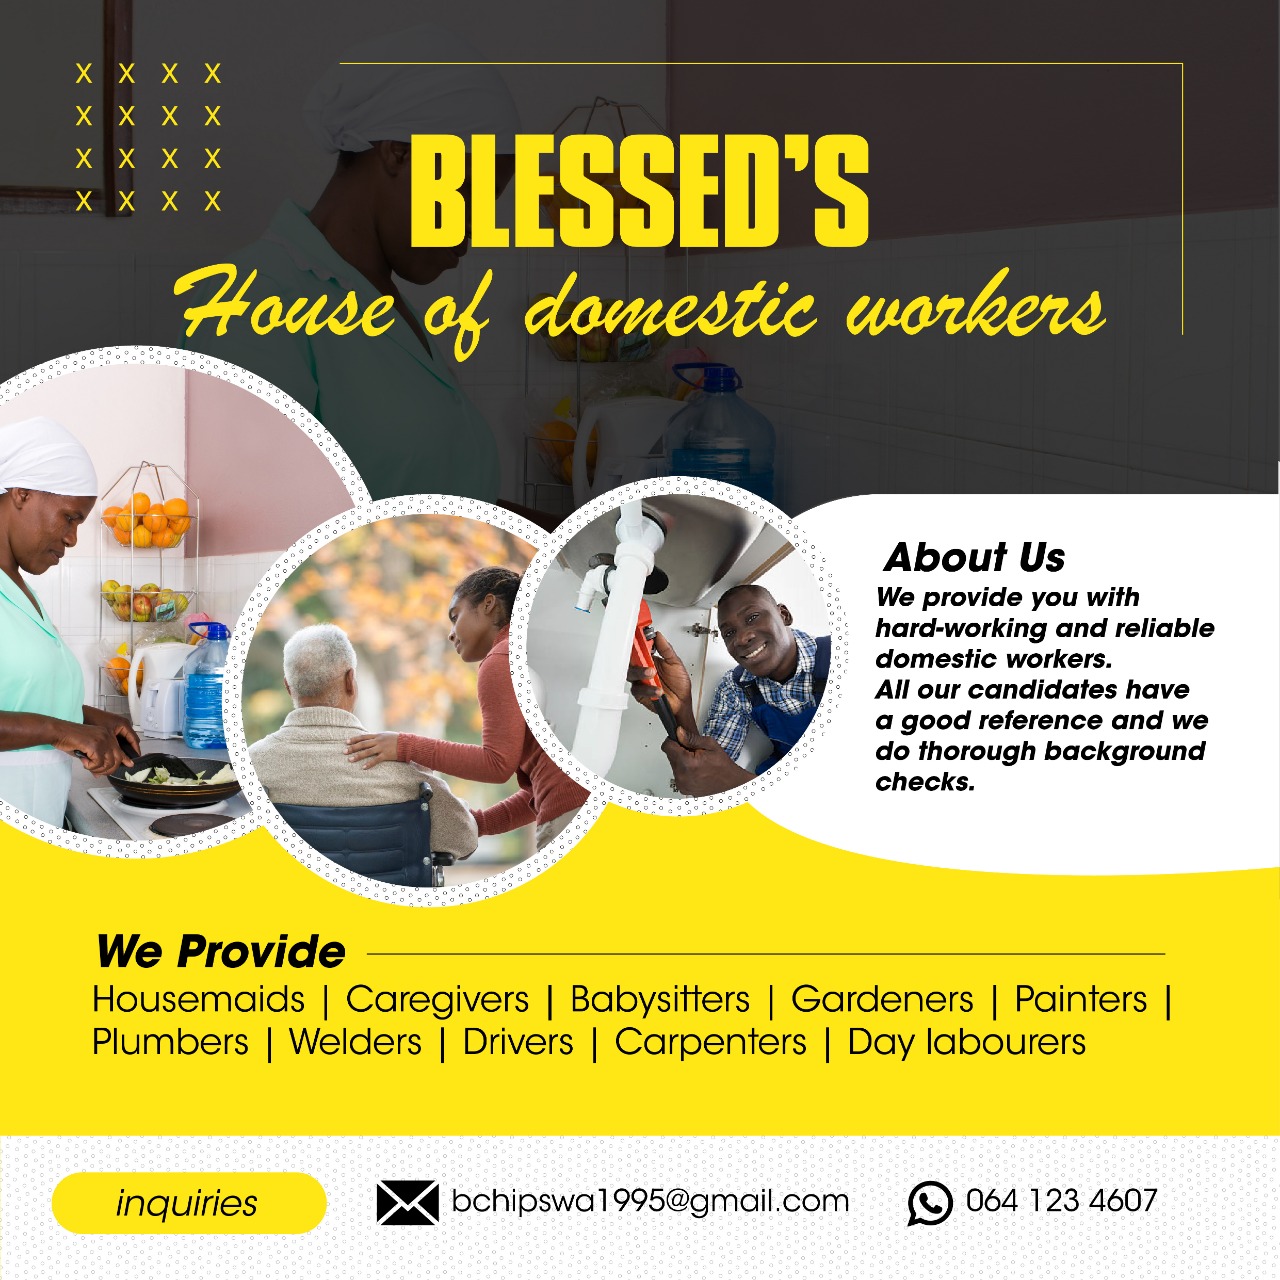 X X X X
X X X X
X X X X
X X X X
BLESSED'S
House of domestic workers
About Us
We provide you with
hard-working and reliable
domestic workers.
All our candidates have
a good reference and we
do thorough background
checks.
We Provide
Housemaids | Caregivers | Babysitters | Gardeners | Painters |
Plumbers | Welders | Drivers | Carpenters | Day labourers
inquiries
bchipswa1995@gmail.com
064 123 4607